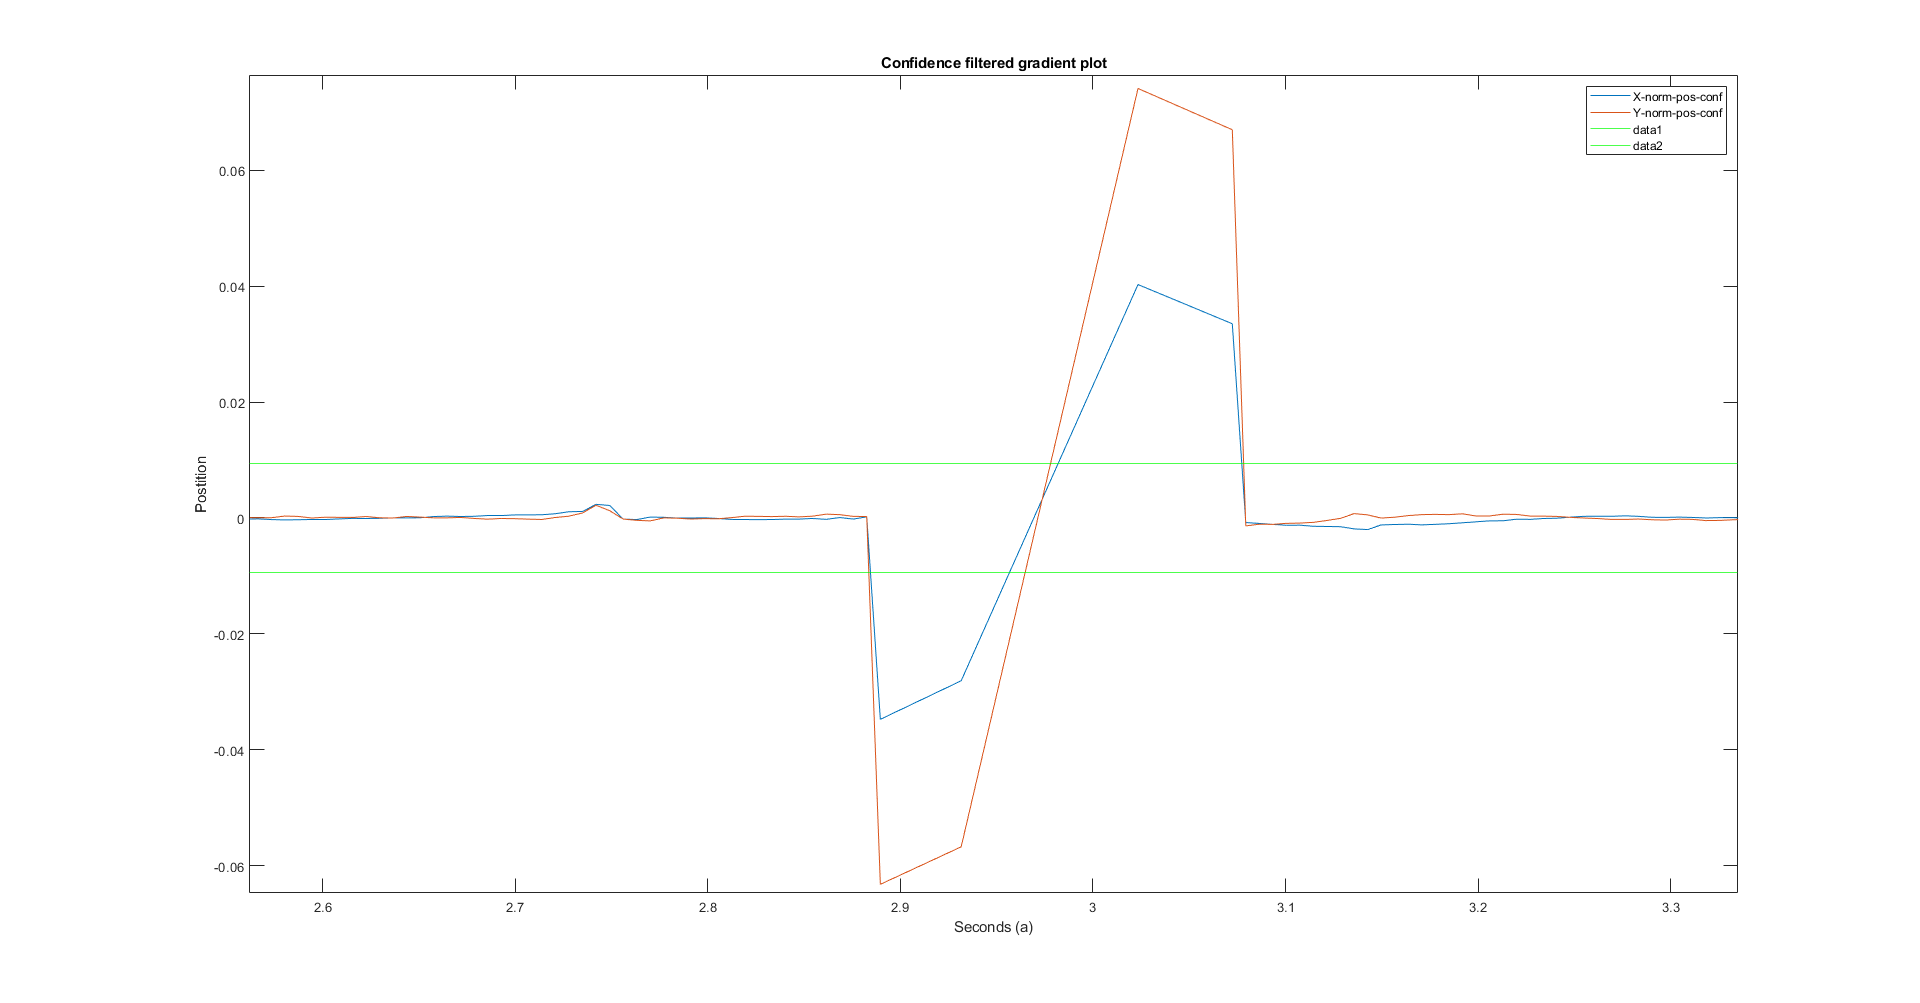 Confidence filtered gradient plot
X-norm-pos-conf
Y-norm-pos-conf
data1
data2
0.06
0.04
0.02
0
-0.02
-0.04
-0.06
Postition
2.6 2.7 2.8 2.9 3 3.1 3.2 3.3
Seconds (a)